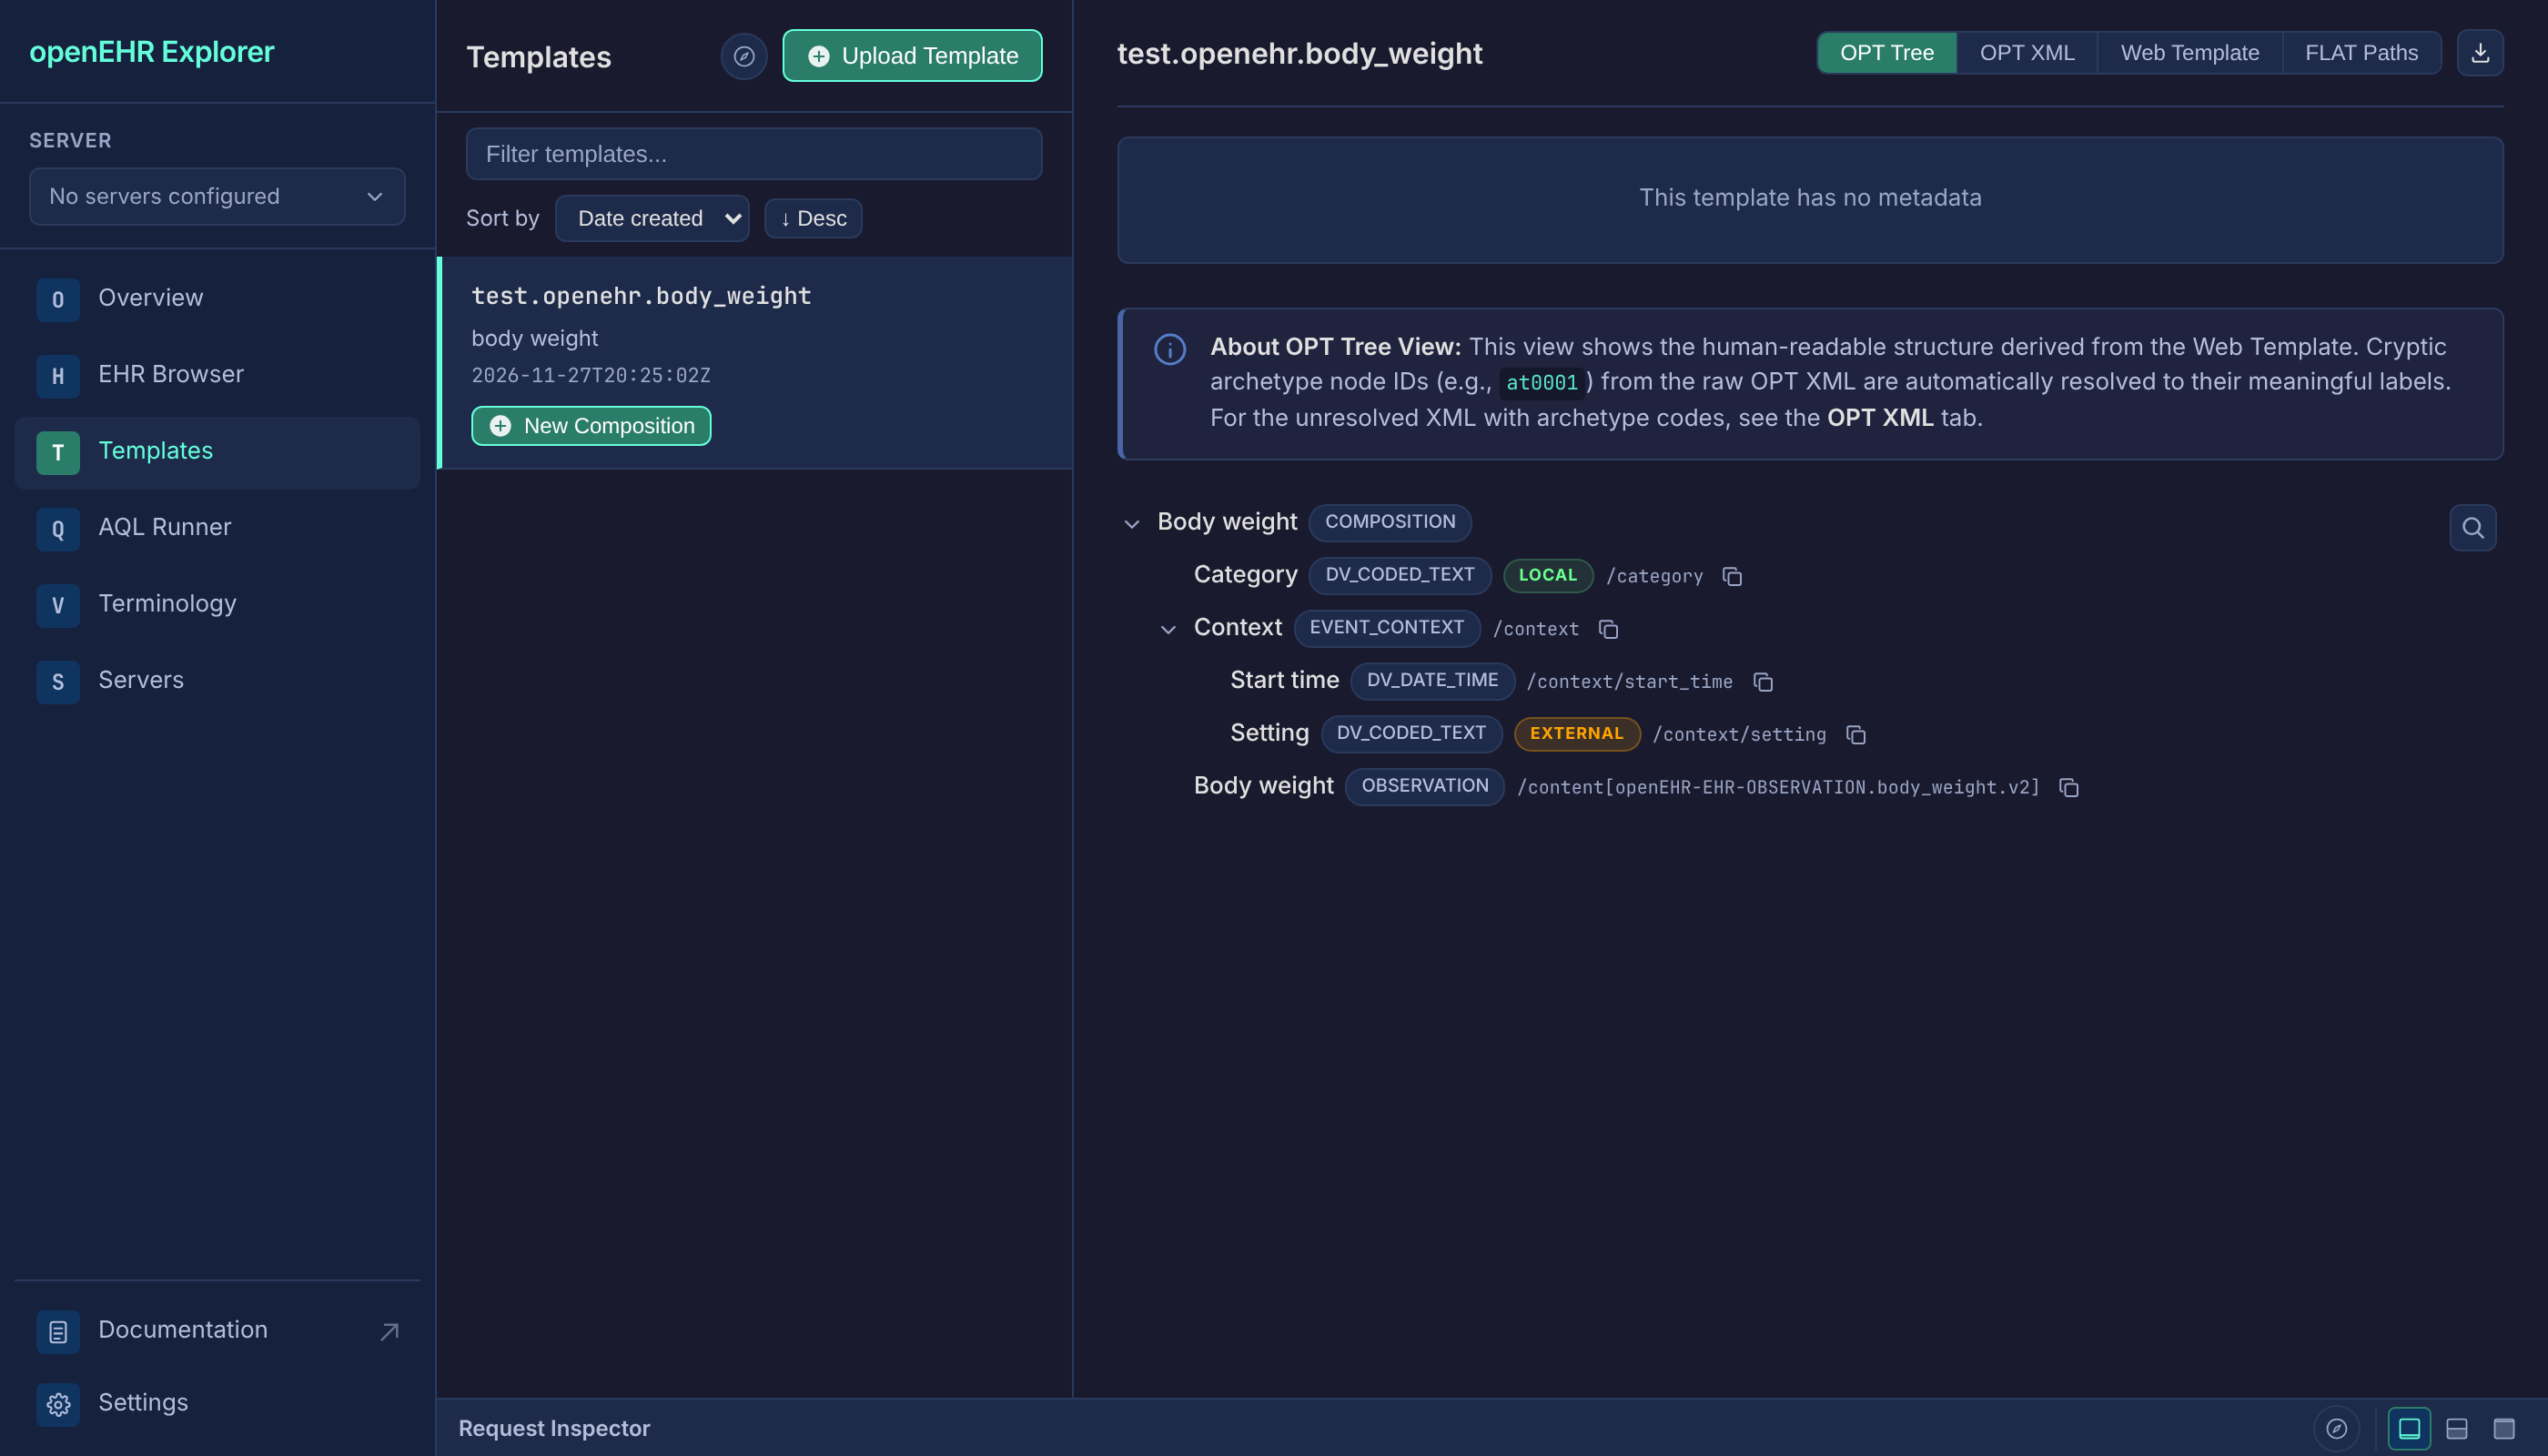 openEHR Explorer
SERVER
No servers configured
O Overview
H EHR Browser
T Templates
Q AQL Runner
V Terminology
S Servers
Documentation
Settings
Templates
Upload Template
Filter templates...
Sort by Date created ↓ Desc
test.openehr.body_weight
body weight
2026-11-27T20:25:02Z
New Composition
test.openehr.body_weight
OPT Tree OPT XML Web Template FLAT Paths
This template has no metadata
About OPT Tree View: This view shows the human-readable structure derived from the Web Template. Cryptic
archetype node IDs (e.g., at0001) from the raw OPT XML are automatically resolved to their meaningful labels.
For the unresolved XML with archetype codes, see the OPT XML tab.
Body weight COMPOSITION
Category DV_CODED_TEXT LOCAL /category
Context EVENT_CONTEXT /context
Start time DV_DATE_TIME /context/start_time
Setting DV_CODED_TEXT EXTERNAL /context/setting
Body weight OBSERVATION /content[openEHR-EHR-OBSERVATION.body_weight.v2]
Request Inspector